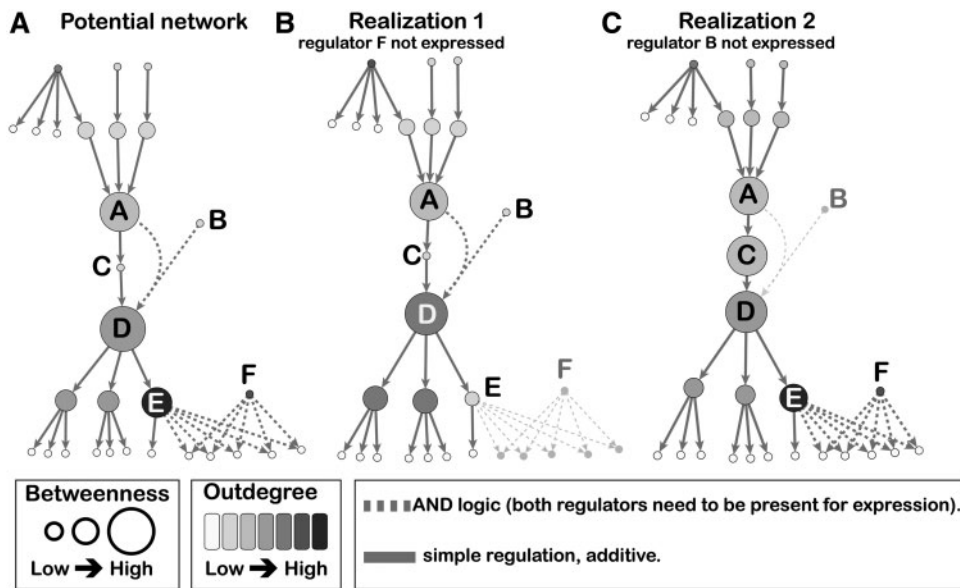 A Potential network
B Realization 1
regulator F not expressed
C Realization 2
regulator B not expressed
A
B
C
D
E
F
A
B
C
D
E
F
A
B
C
D
E
F
Betweenness
Low High
Outdegree
Low High
AND logic (both regulators need to be present for expression).
simple regulation, additive.